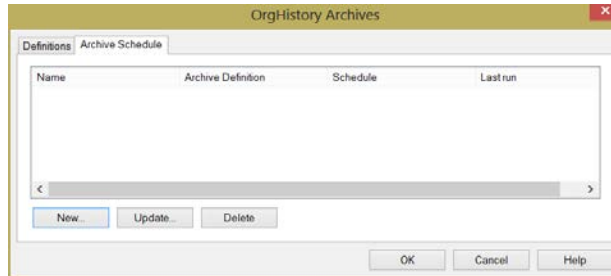 OrgHistory Archives
Definitions Archive Schedule
Name Archive Definition Schedule Last run
New... Update... Delete
OK Cancel Help